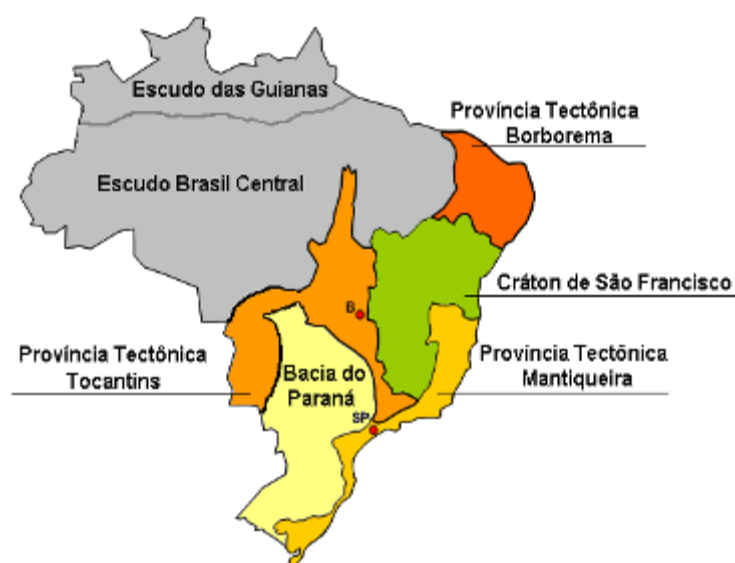 Escudo das Guianas
Província Tectônica
Borborema
Escudo Brasil Central
Cráton de São Francisco
B
Província Tectônica
Tocantins
Bacia do
Paraná
Província Tectônica
Mantiqueira
SP